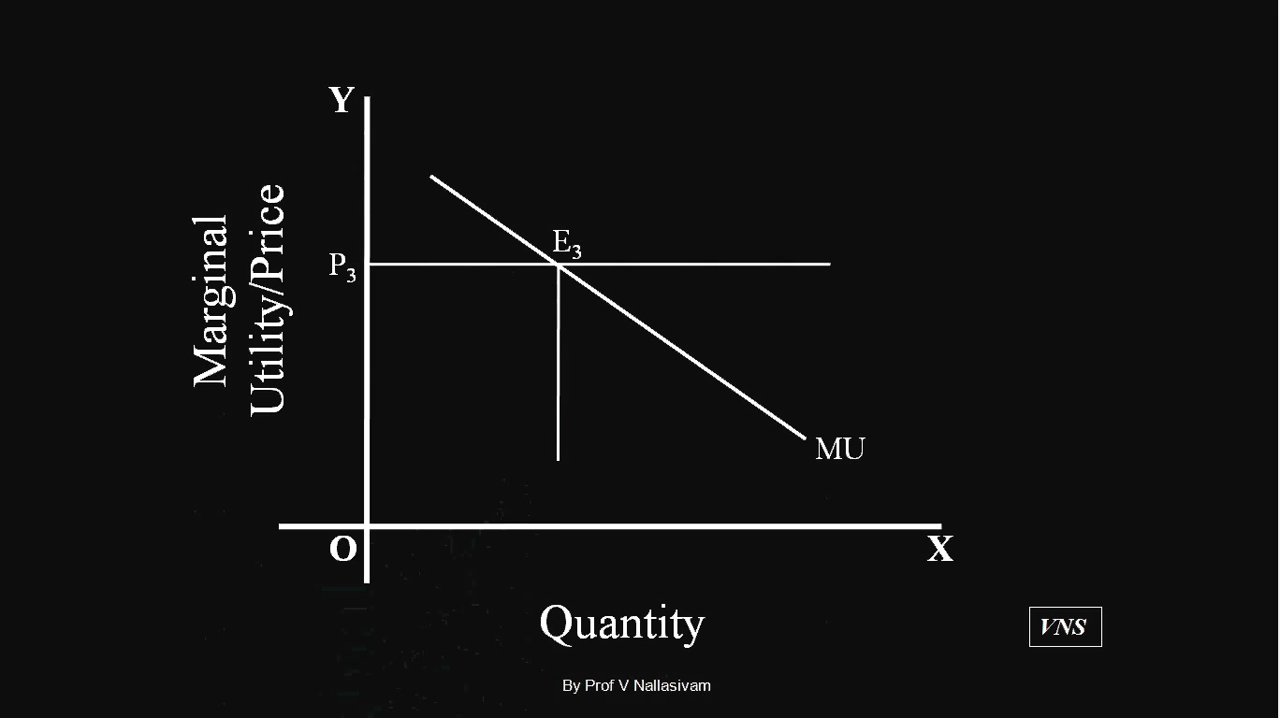 Y
Marginal
Utility/Price
E₃
P₃
MU
O
X
Quantity
VNS
By Prof V Nallasivam